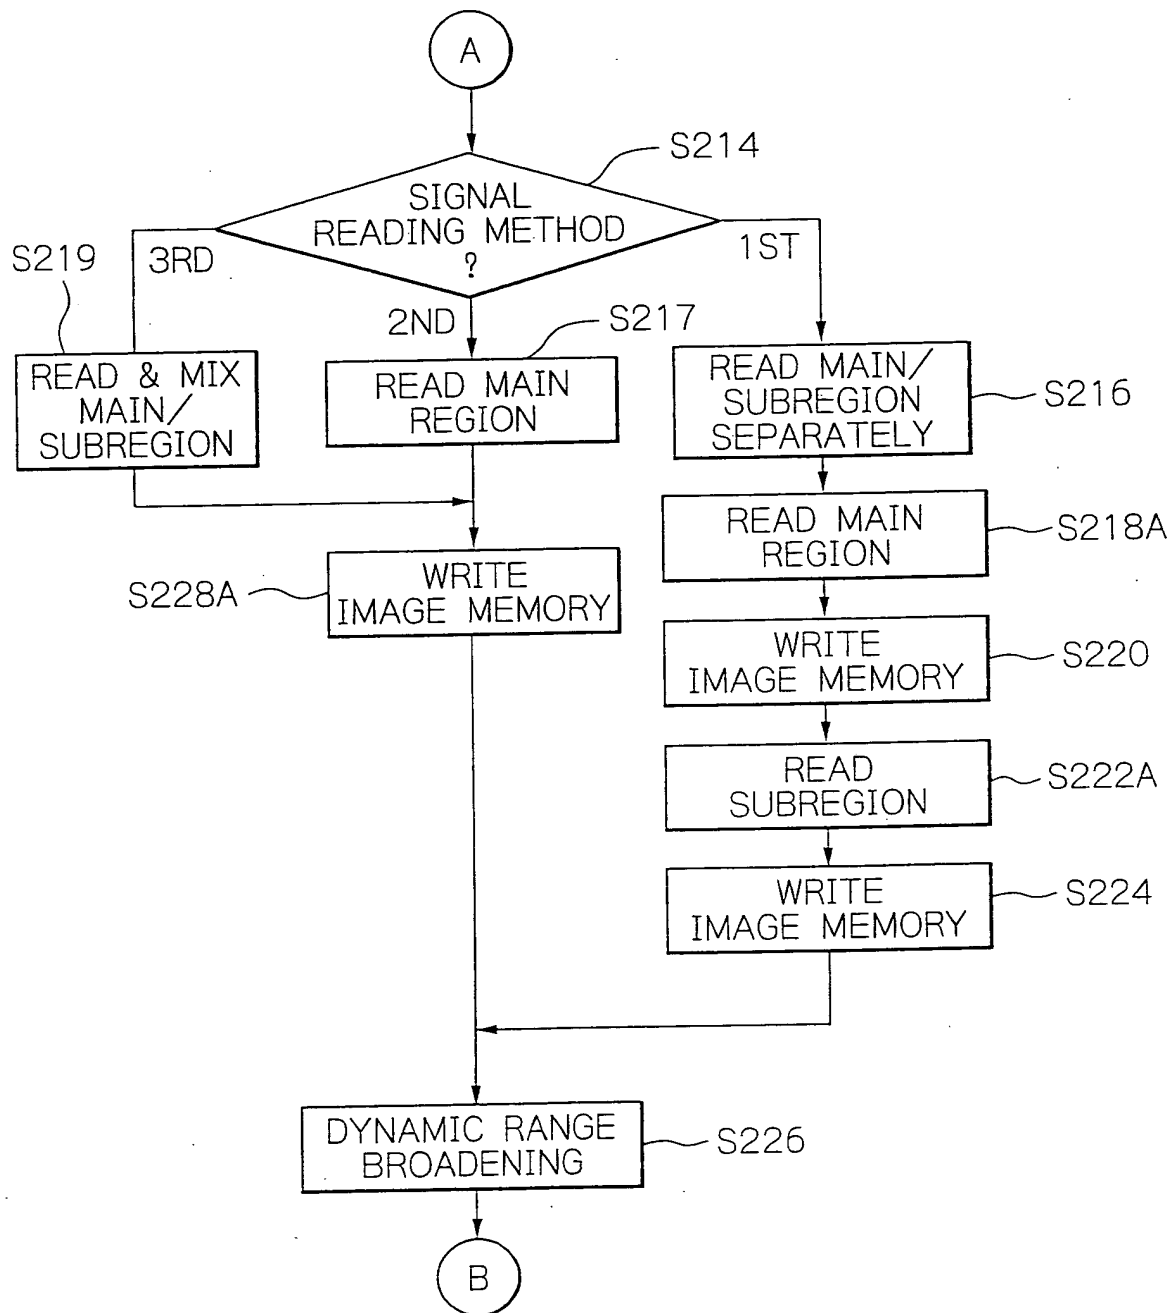 A
S214
SIGNAL
READING METHOD
?
3RD
1ST
2ND
S219
READ & MIX
MAIN/
SUBREGION
S217
READ MAIN
REGION
READ MAIN/
SUBREGION
SEPARATELY
S216
READ MAIN
REGION
S218A
S228A
WRITE
IMAGE MEMORY
WRITE
IMAGE MEMORY
S220
READ
SUBREGION
S222A
WRITE
IMAGE MEMORY
S224
DYNAMIC RANGE
BROADENING
S226
B